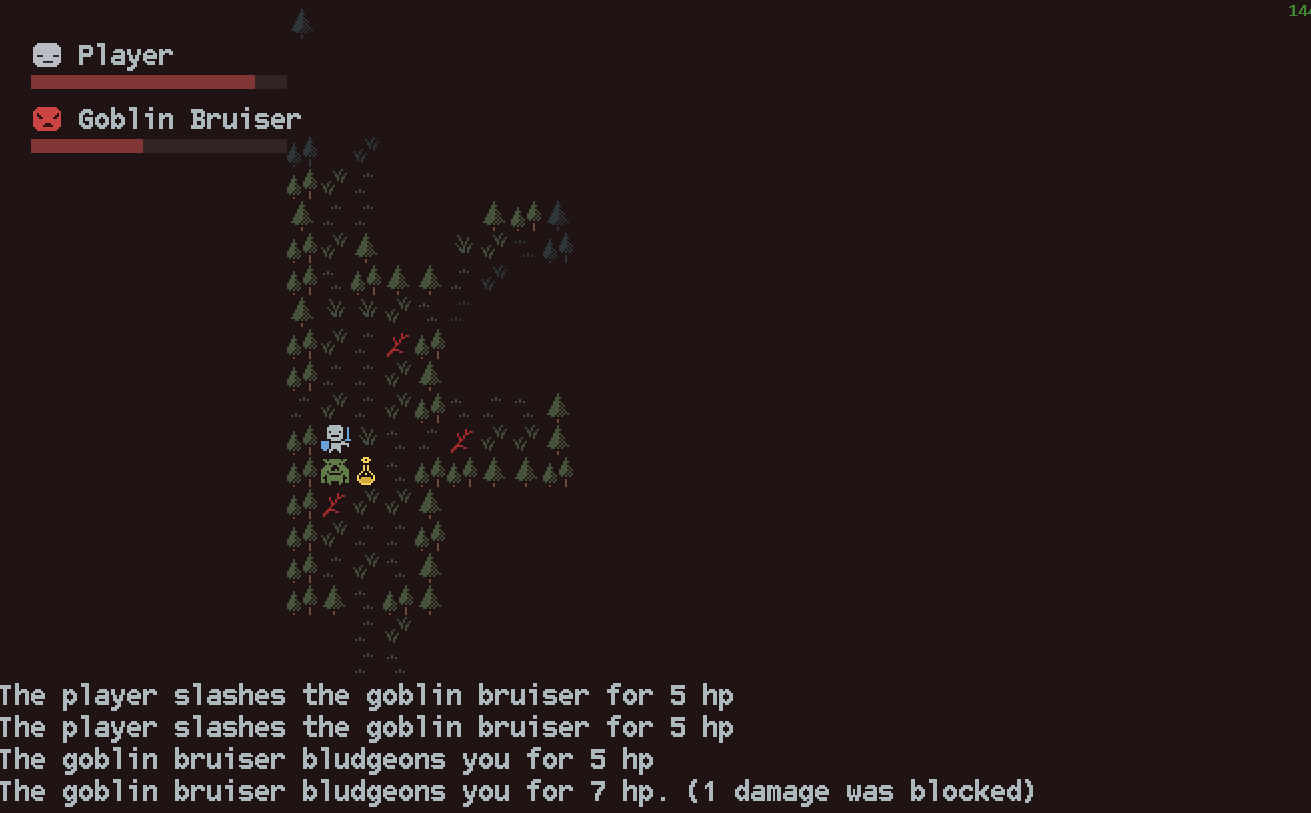 Player
Goblin Bruiser
The player slashes the goblin bruiser for 5 hp
The player slashes the goblin bruiser for 5 hp
The goblin bruiser bludgeons you for 5 hp
The goblin bruiser bludgeons you for 7 hp. (1 damage was blocked)